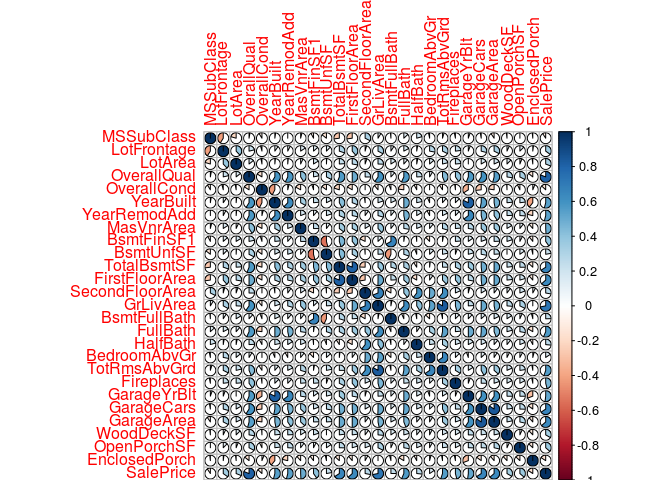 MSSubClass
LotFrontage
LotArea
OverallQual
OverallCond
YearBuilt
YearRemodAdd
MasVnrArea
BsmtFinSF1
BsmtUnfSF
TotalBsmtSF
FirstFloorArea
SecondFloorArea
GrLivArea
BsmtFullBath
FullBath
HalfBath
BedroomAbvGr
TotRmsAbvGrd
Fireplaces
GarageYrBlt
GarageCars
GarageArea
WoodDeckSF
OpenPorchSF
EnclosedPorch
SalePrice
MSSubClass
LotFrontage
LotArea
OverallQual
OverallCond
YearBuilt
YearRemodAdd
MasVnrArea
BsmtFinSF1
BsmtUnfSF
TotalBsmtSF
FirstFloorArea
SecondFloorArea
GrLivArea
BsmtFullBath
FullBath
HalfBath
BedroomAbvGr
TotRmsAbvGrd
Fireplaces
GarageYrBlt
GarageCars
GarageArea
WoodDeckSF
OpenPorchSF
EnclosedPorch
SalePrice
1
0.8
0.6
0.4
0.2
0
-0.2
-0.4
-0.6
-0.8
-1